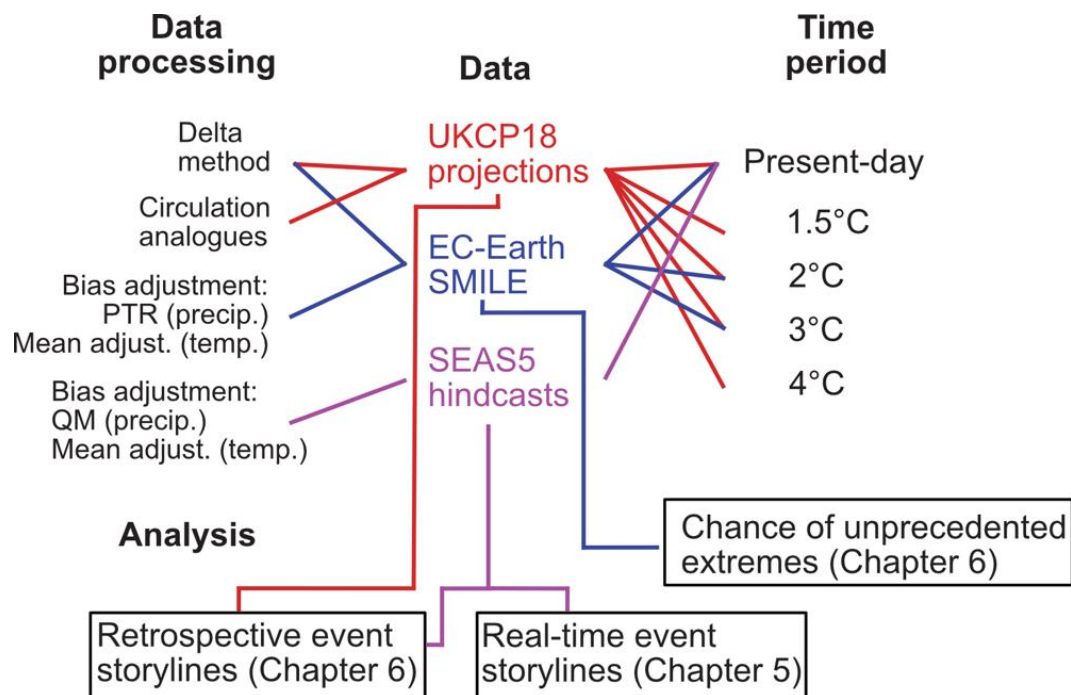 Data
processing
Data
Time
period
Delta
method
Circulation
analogues
Bias adjustment:
PTR (precip.)
Mean adjust. (temp.)
Bias adjustment:
QM (precip.)
Mean adjust. (temp.)
UKCP18
projections
EC-Earth
SMILE
SEAS5
hindcasts
Present-day
1.5°C
2°C
3°C
4°C
Analysis
Chance of unprecedented
extremes (Chapter 6)
Retrospective event
storylines (Chapter 6)
Real-time event
storylines (Chapter 5)